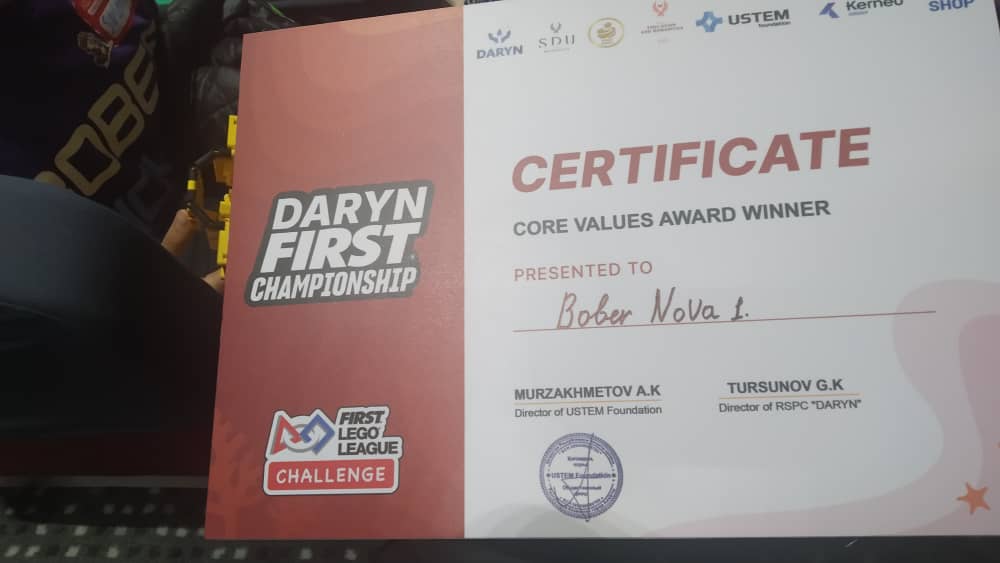 DARYN
SDU
USTEM
foundation
Kerneo
SHOP
CERTIFICATE
CORE VALUES AWARD WINNER
PRESENTED TO
Bober Nova 1.
MURZAKHMETOV A.K
Director of USTEM Foundation
TURSUNOV G.K
Director of RSPC "DARYN"
USTEM Foundation
DARYN
FIRST
CHAMPIONSHIP
FIRST
LEGO
LEAGUE
CHALLENGE